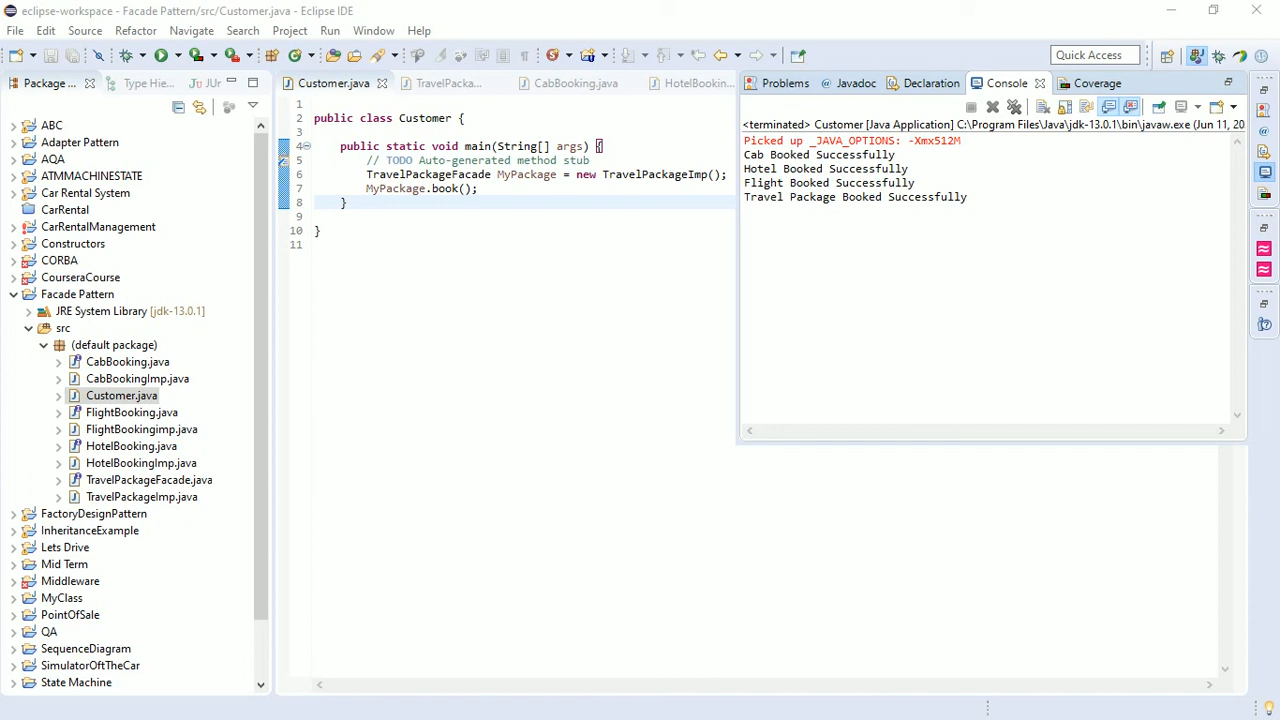 eclipse-workspace - Facade Pattern/src/Customer.java - Eclipse IDE
File Edit Source Refactor Navigate Search Project Run Window Help
Quick Access
Package...
Type Hie...
JUr
Customer.java
TravelPacka...
CabBooking.java
HotelBookin...
Problems
@ Javadoc
Declaration
Console
Coverage
ABC
Adapter Pattern
AQA
ATMMACHINESTATE
Car Rental System
CarRental
CarRentalManagement
Constructors
CORBA
CourseraCourse
Facade Pattern
JRE System Library [jdk-13.0.1]
src
(default package)
CabBooking.java
CabBookingImp.java
Customer.java
FlightBooking.java
FlightBookingimp.java
HotelBooking.java
HotelBookingImp.java
TravelPackageFacade.java
TravelPackageImp.java
FactoryDesignPattern
InheritanceExample
Lets Drive
Mid Term
Middleware
MyClass
PointOfSale
QA
SequenceDiagram
SimulatorOftTheCar
State Machine
1
2 public class Customer {
3
4 public static void main(String[] args) {
5 // TODO Auto-generated method stub
6 TravelPackageFacade MyPackage = new TravelPackageImp();
7 MyPackage.book();
8 }
9
10 }
11
<terminated> Customer [Java Application] C:\Program Files\Java\jdk-13.0.1\bin\javaw.exe (Jun 11, 20
Picked up _JAVA_OPTIONS: -Xmx512M
Cab Booked Successfully
Hotel Booked Successfully
Flight Booked Successfully
Travel Package Booked Successfully